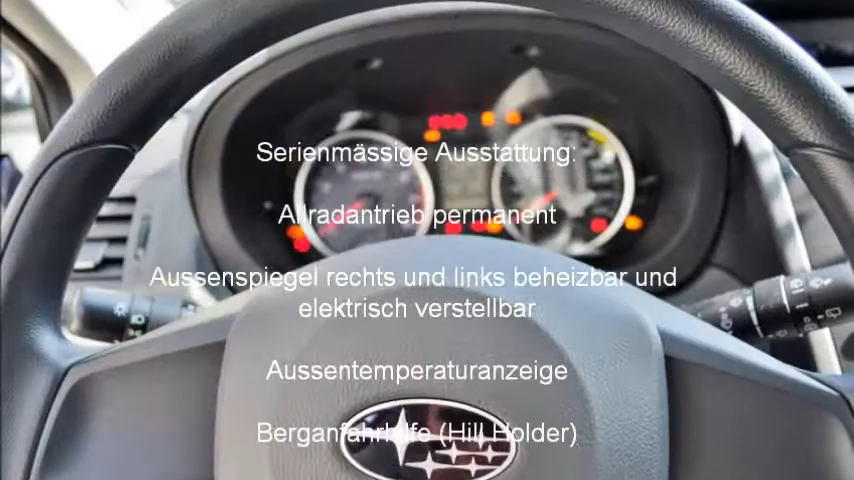 Serienmässige Ausstattung:
Allradantrieb permanent
Aussenspiegel rechts und links beheizbar und
elektrisch verstellbar
Aussentemperaturanzeige
Berganfahrhilfe (Hill Holder)